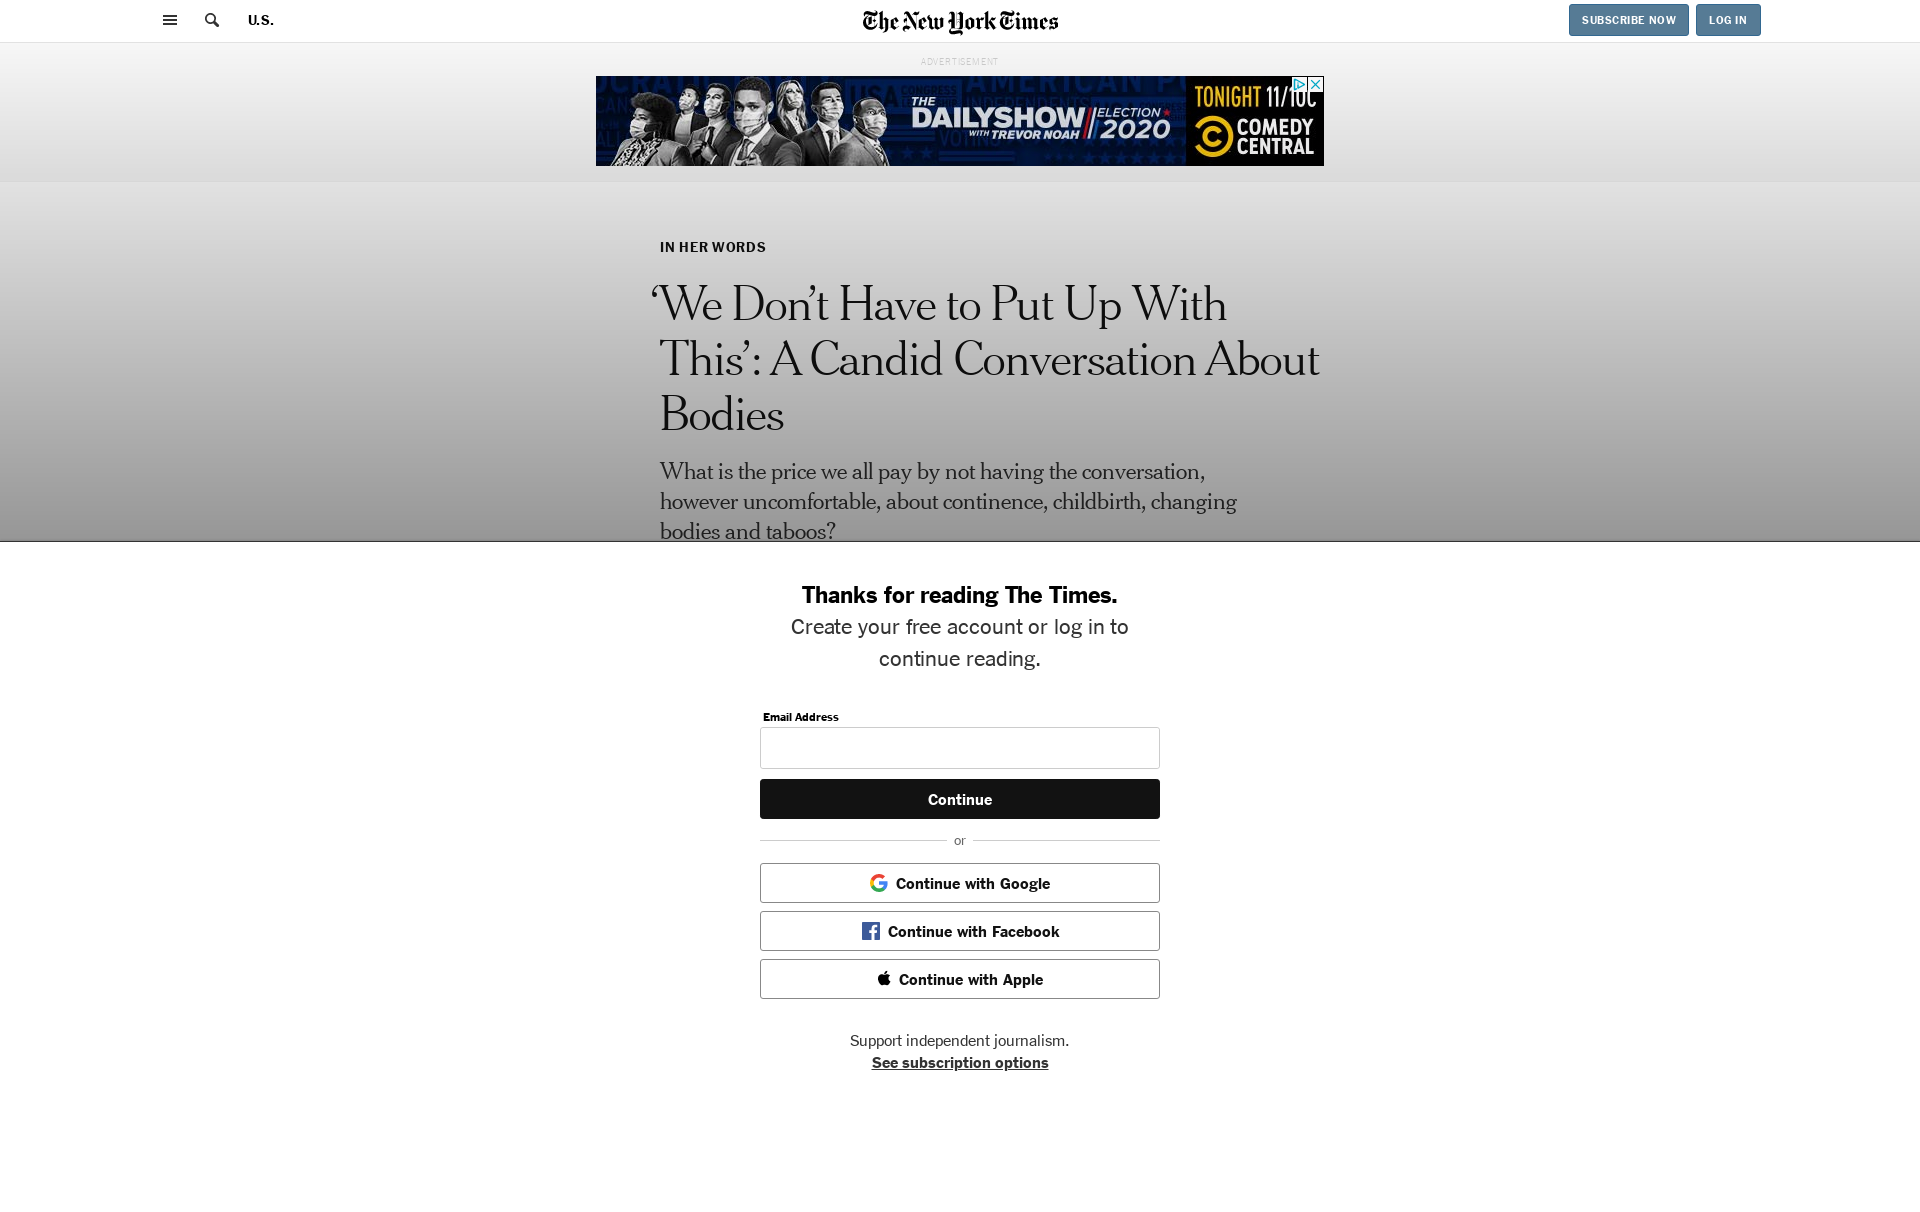 U.S.
The New York Times
SUBSCRIBE NOW
LOG IN
ADVERTISEMENT
THE
DAILYSHOW
WITH TREVOR NOAH
ELECTION
2020
TONIGHT 11/10C
COMEDY
CENTRAL
IN HER WORDS
‘We Don’t Have to Put Up With
This’: A Candid Conversation About
Bodies
What is the price we all pay by not having the conversation,
however uncomfortable, about continence, childbirth, changing
bodies and taboos?
Thanks for reading The Times.
Create your free account or log in to
continue reading.
Email Address
Continue
or
Continue with Google
Continue with Facebook
Continue with Apple
Support independent journalism.
See subscription options